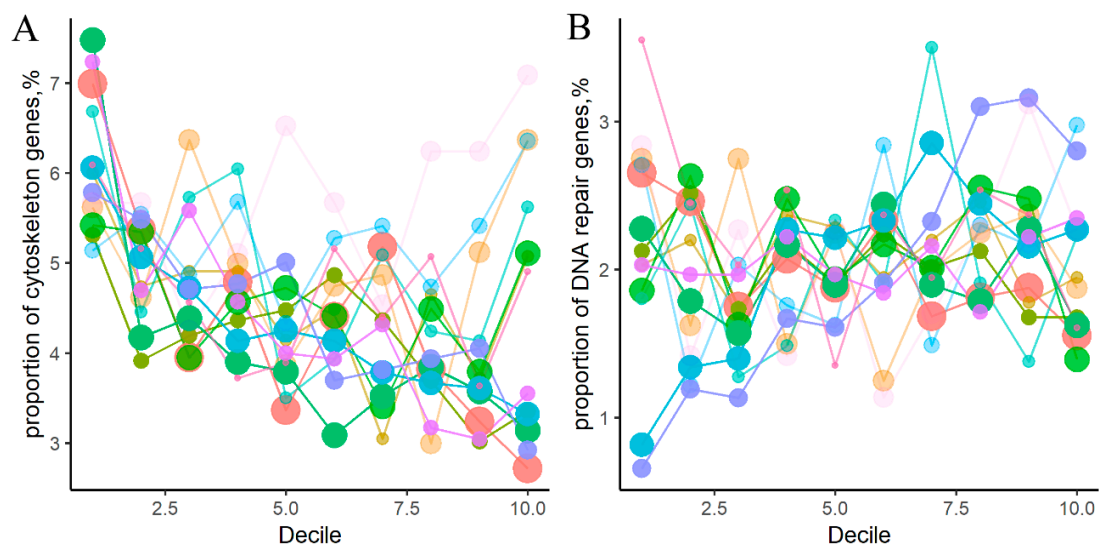 A
proportion of cytoskeleton genes,%
7
6
5
4
3
2.5
5.0
7.5
10.0
Decile
B
proportion of DNA repair genes,%
3
2
1
2.5
5.0
7.5
10.0
Decile